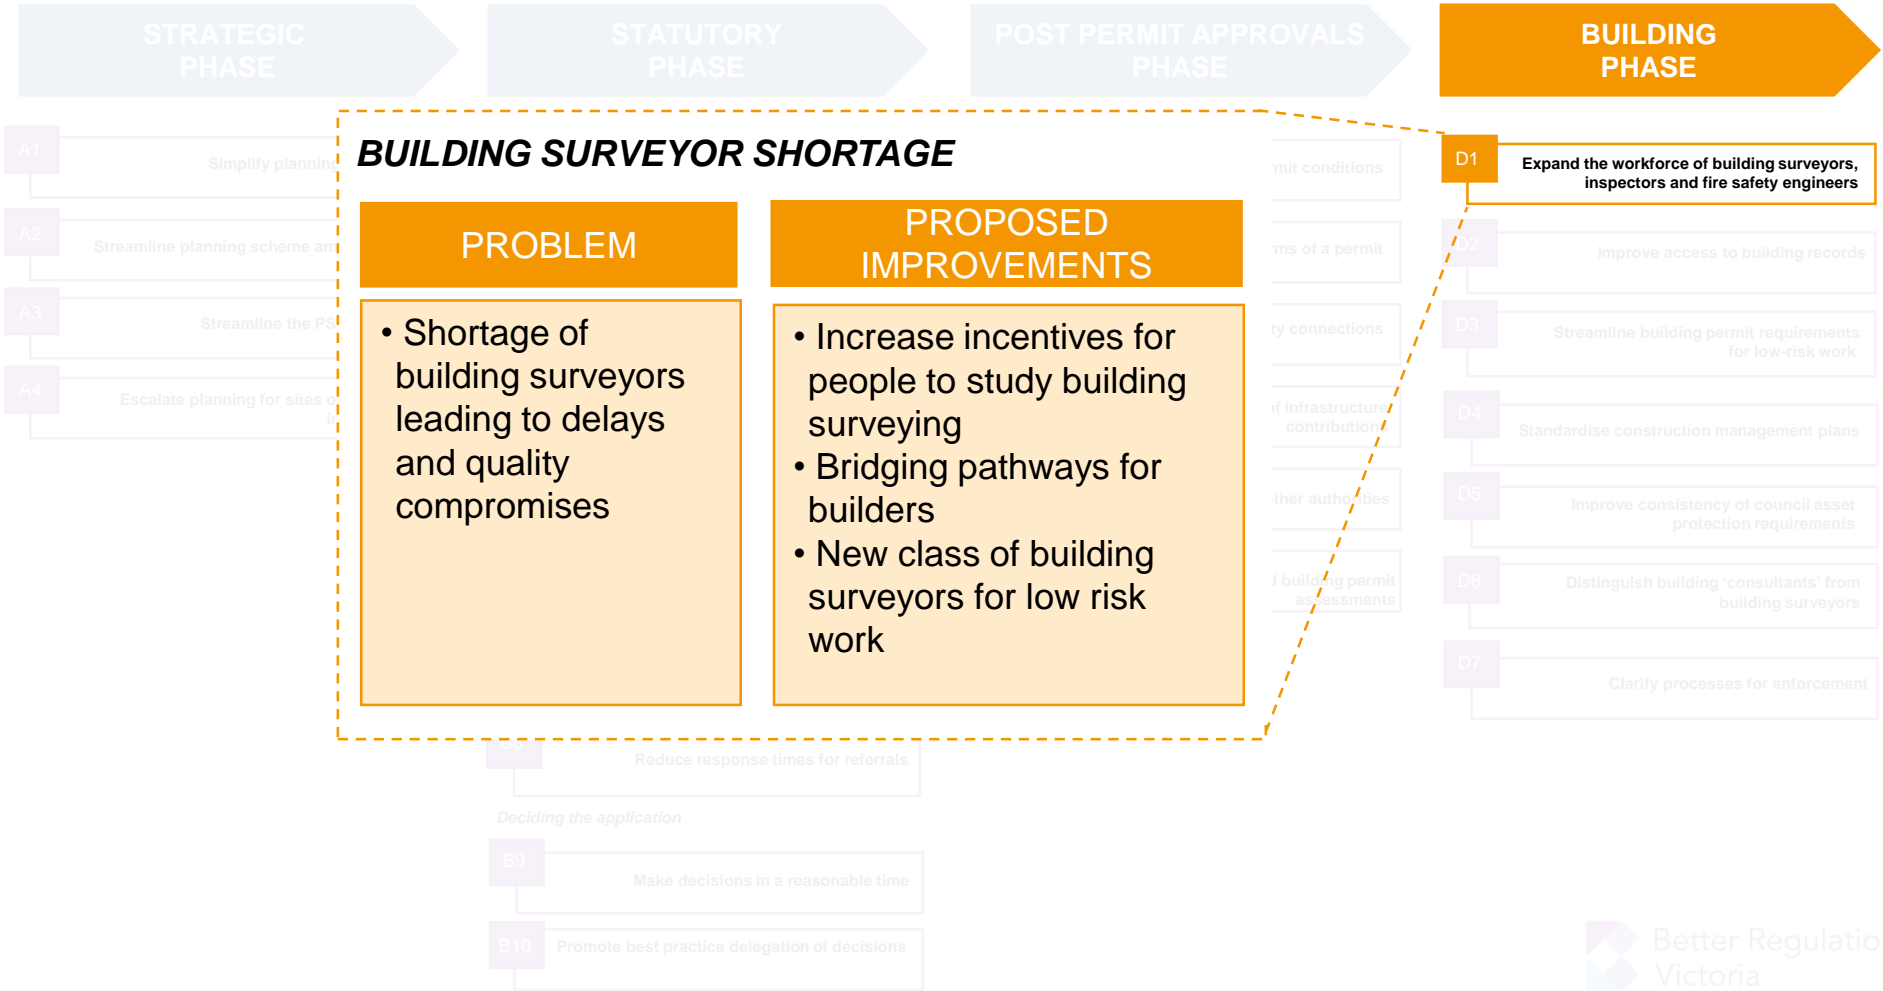 STRATEGIC
PHASE
STATUTORY
PHASE
POST PERMIT APPROVALS
PHASE
BUILDING
PHASE
A1
Simplify planning
A2
Streamline planning scheme am
A3
Streamline the PS
A4
Escalate planning for sites o
in
BUILDING SURVEYOR SHORTAGE
PROBLEM
• Shortage of
building surveyors
leading to delays
and quality
compromises
PROPOSED
IMPROVEMENTS
• Increase incentives for
people to study building
surveying
• Bridging pathways for
builders
• New class of building
surveyors for low risk
work
B8
Reduce response times for referrals
Deciding the application
B9
Make decisions in a reasonable time
B10
Promote best practice delegation of decisions
mit conditions
ms of a permit
ty connections
of infrastructure
contributions
ther authorities
d building permit
assessments
D1
Expand the workforce of building surveyors,
inspectors and fire safety engineers
D2
Improve access to building records
D3
Streamline building permit requirements
for low-risk work
D4
Standardise construction management plans
D5
Improve consistency of council asset
protection requirements
D6
Distinguish building ‘consultants’ from
building surveyors
D7
Clarify processes for enforcement
Better Regulatio
Victoria